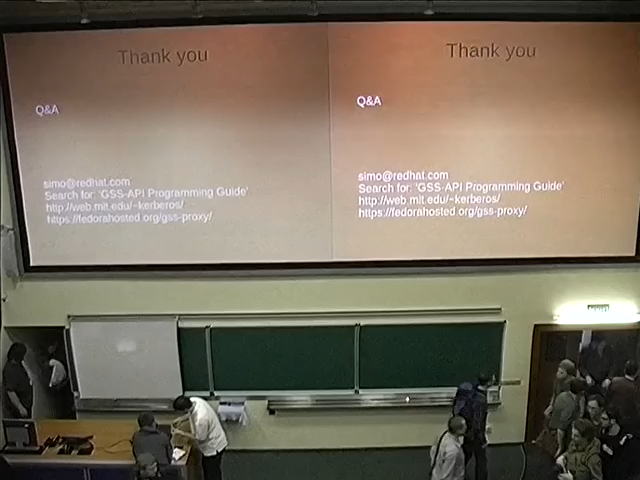 Thank you
Q&A
simo@redhat.com
Search for: 'GSS-API Programming Guide'
http://web.mit.edu/~kerberos/
https://fedorahosted.org/gss-proxy/
Thank you
Q&A
simo@redhat.com
Search for: 'GSS-API Programming Guide'
http://web.mit.edu/~kerberos/
https://fedorahosted.org/gss-proxy/